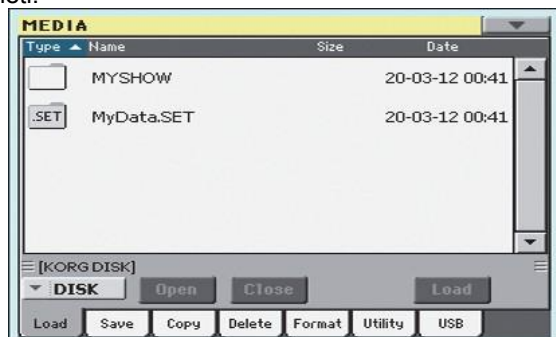 MEDIA
Type Name Size Date
MYSHOW 20-03-12 00:41
.SET MyData.SET 20-03-12 00:41
[KORG DISK]
DISK Open Close Load
Load Save Copy Delete Format Utility USB